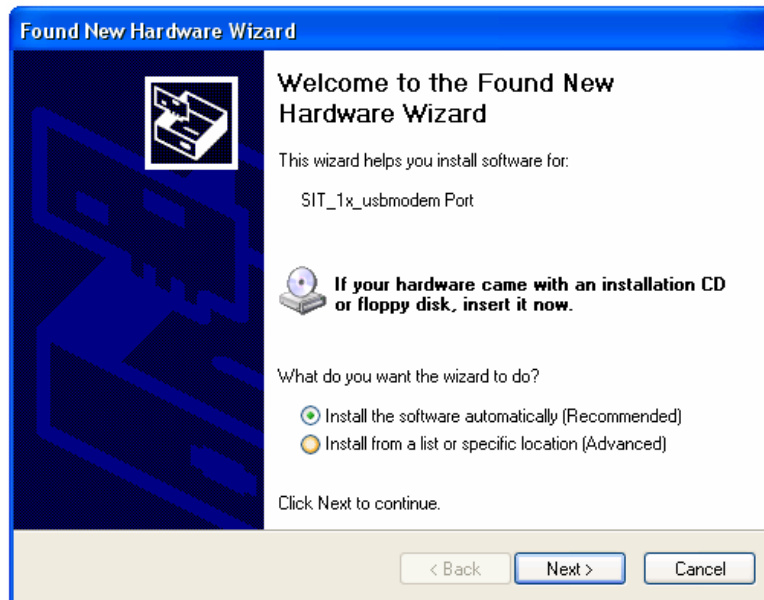 Found New Hardware Wizard
Welcome to the Found New
Hardware Wizard
This wizard helps you install software for:
SIT_1x_usbmodem Port
If your hardware came with an installation CD
or floppy disk, insert it now.
What do you want the wizard to do?
Install the software automatically (Recommended)
Install from a list or specific location (Advanced)
Click Next to continue.
< Back Next > Cancel